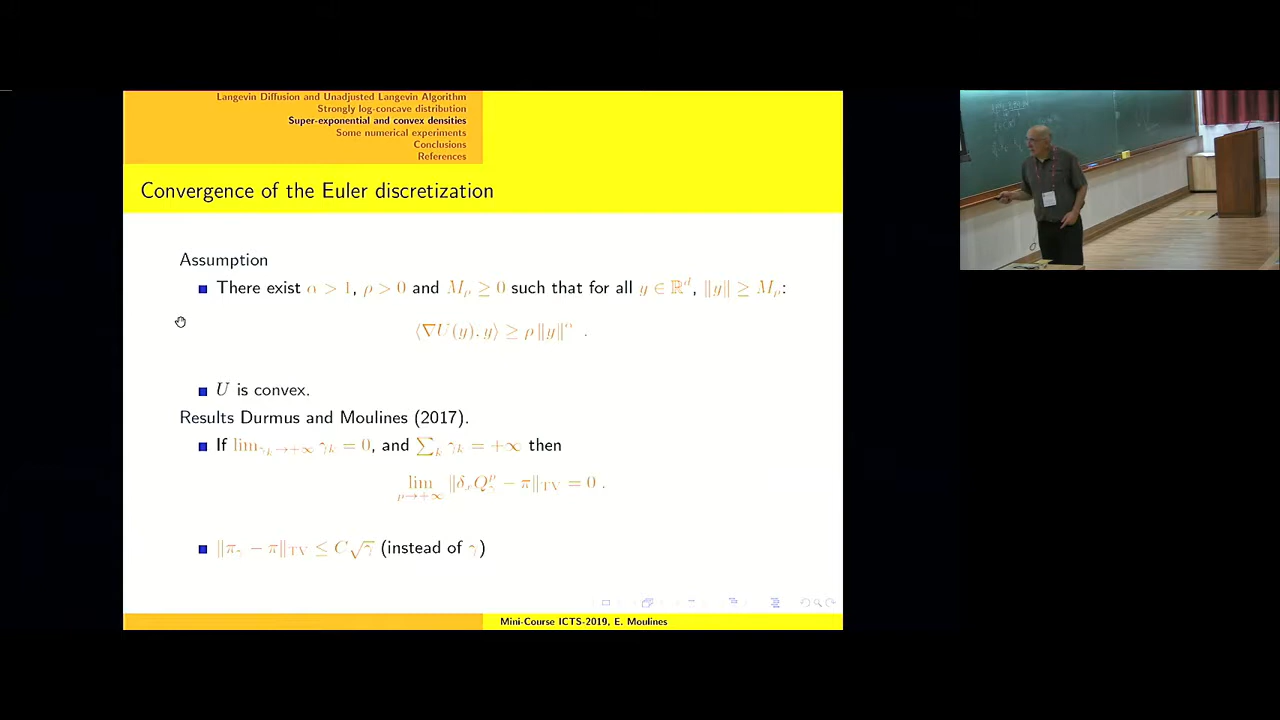 Langevin Diffusion and Unadjusted Langevin Algorithm
Strongly log-concave distribution
Super-exponential and convex densities
Some numerical experiments
Conclusions
References
Convergence of the Euler discretization
Assumption
There exist α > 1, ρ > 0 and M_ρ ≥ 0 such that for all y ∈ ℝ^d, ‖y‖ ≥ M_ρ:
⟨∇U(y), y⟩ ≥ ρ‖y‖^α .
U is convex.
Results Durmus and Moulines (2017).
If lim_{γ_k→+∞} γ_k = 0, and ∑_k γ_k = +∞ then
lim_{p→+∞} ‖δ_x Q_γ^p − π‖_TV = 0 .
‖π_γ − π‖_TV ≤ C√γ (instead of γ)
Mini-Course ICTS-2019, E. Moulines